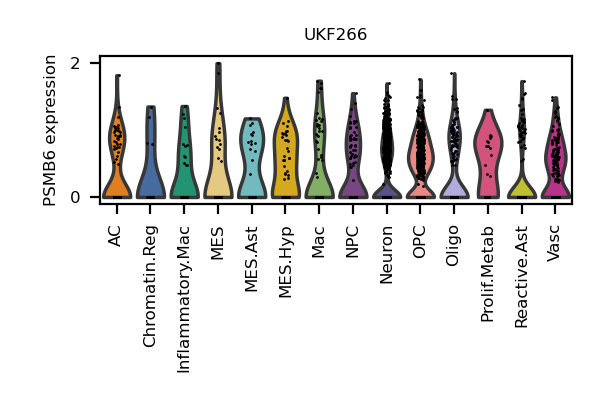 UKF266
PSMB6 expression
2
0
AC
Chromatin.Reg
Inflammatory.Mac
MES
MES.Ast
MES.Hyp
Mac
NPC
Neuron
OPC
Oligo
Prolif.Metab
Reactive.Ast
Vasc